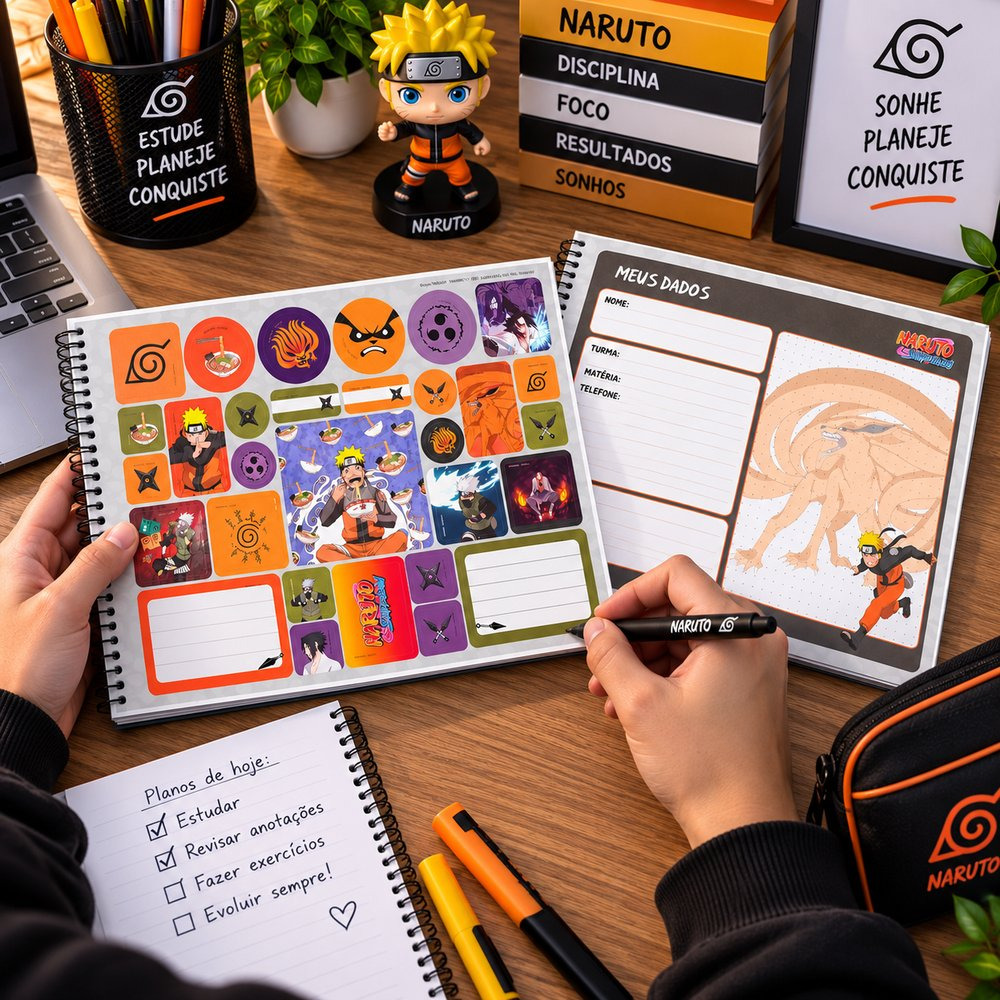 ESTUDE
PLANEJE
CONQUISTE
NARUTO
NARUTO
DISCIPLINA
FOCO
RESULTADOS
SONHOS
SONHE
PLANEJE
CONQUISTE
MEUS DADOS
NOME:
TURMA:
MATÉRIA:
TELEFONE:
NARUTO
SHIPPUDEN
NARUTO
Planos de hoje:
Estudar
Revisar anotações
Fazer exercícios
Evoluir sempre!
NARUTO